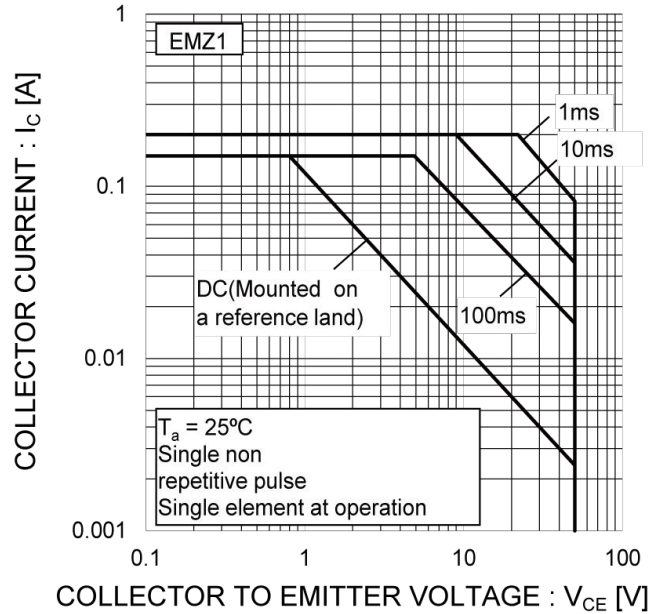 1
EMZ1
1ms
10ms
0.1
COLLECTOR CURRENT : IC [A]
DC(Mounted on
a reference land)
100ms
0.01
Ta = 25ºC
Single non
repetitive pulse
Single element at operation
0.001
0.1 1 10 100
COLLECTOR TO EMITTER VOLTAGE : VCE [V]